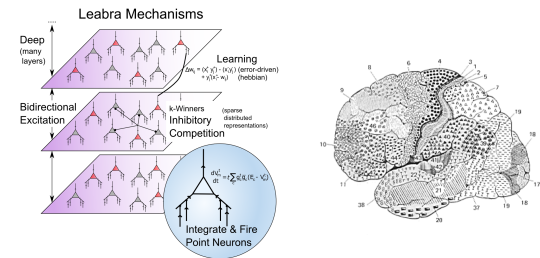 Leabra Mechanisms
....
Deep
(many
layers)
Learning
(error-driven)
(hebbian)
Bidirectional
Excitation
k-Winners
Inhibitory
Competition
(sparse
distributed
representations)
Integrate & Fire
Point Neurons
8
6
4
3
1
2
5
7
9
19
10
18
11
17
38
21
20
37
19
18